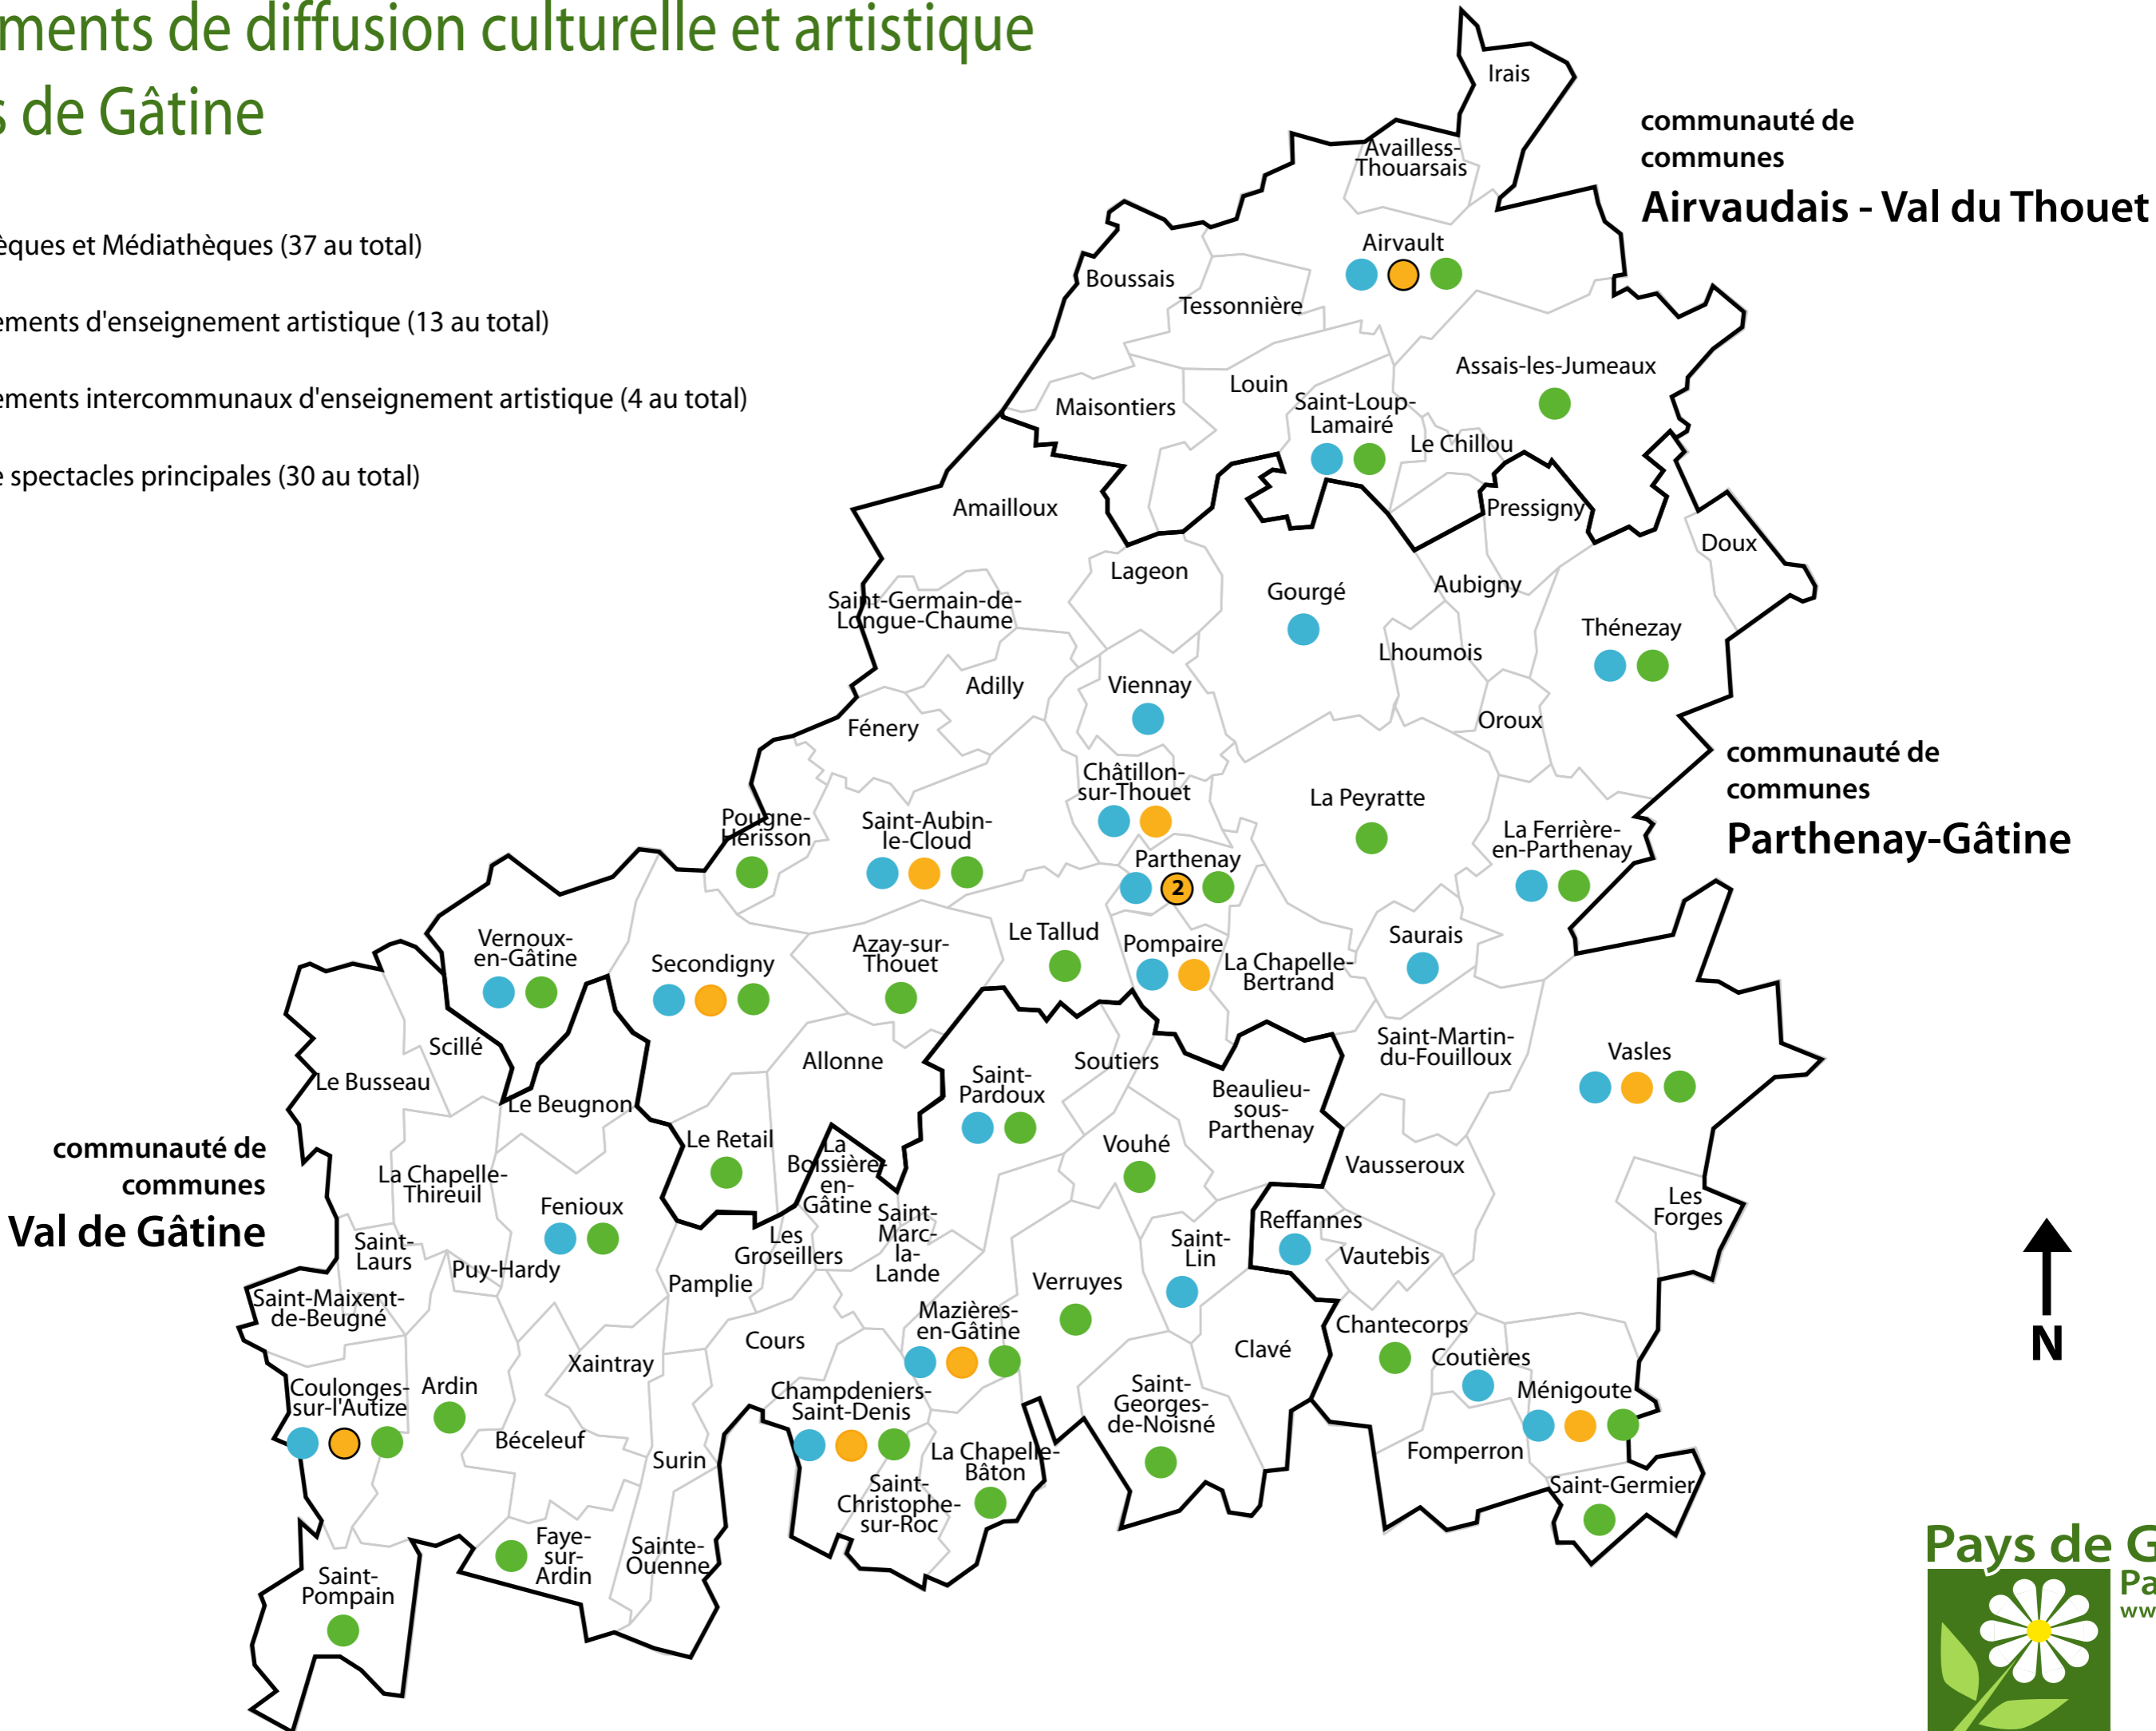 ments de diffusion culturelle et artistique
s de Gâtine
èques et Médiathèques (37 au total)
ements d'enseignement artistique (13 au total)
ements intercommunaux d'enseignement artistique (4 au total)
e spectacles principales (30 au total)
communauté de
communes
Airvaudais - Val du Thouet
Irais
Availless-
Thouarsais
Airvault
Boussais
Tessonnière
Assais-les-Jumeaux
Louin
Saint-Loup-
Lamairé
Maisontiers
Le Chillou
Amailloux
Pressigny
Doux
Lageon
Aubigny
Gourgé
Saint-Germain-de-
Longue-Chaume
Thénezay
Lhoumois
Adilly
Viennay
Oroux
Fénery
communauté de
communes
Parthenay-Gâtine
Châtillon-
sur-Thouet
La Peyratte
Pougne-
Hérisson
Saint-Aubin-
le-Cloud
La Ferrière-
en-Parthenay
Parthenay
2
Vernoux-
en-Gâtine
Secondigny
Azay-sur-
Thouet
Le Tallud
Pompaire
La Chapelle-
Bertrand
Saurais
Scillé
Le Busseau
Allonne
Soutiers
Saint-Martin-
du-Fouilloux
Vasles
Saint-
Pardoux
Beaulieu-
sous-
Parthenay
Le Beugnon
communauté de
communes
Val de Gâtine
Le Retail
La
Boissière-
en-
Gâtine
Vouhé
Vausseroux
La Chapelle-
Thireuil
Fenioux
Les
Forges
Saint-
Marc-
la-
Lande
Reffannes
Saint-
Laurs
Les
Groseillers
Saint-
Lin
Vautebis
Puy-Hardy
Pamplie
Verruyes
Saint-Maixent-
de-Beugné
Mazières-
en-Gâtine
Chantecorps
N
Cours
Clavé
Coutières
Xaintray
Coulonges-
sur-l'Autize
Ardin
Champdeniers-
Saint-Denis
Saint-
Georges-
de-Noisné
Ménigoute
Béceleuf
Surin
La Chapelle-
Bâton
Fomperron
Saint-
Christophe-
sur-Roc
Saint-Germier
Faye-
sur-
Ardin
Sainte-
Ouenne
Saint-
Pompain
Pays de G
Pa
ww